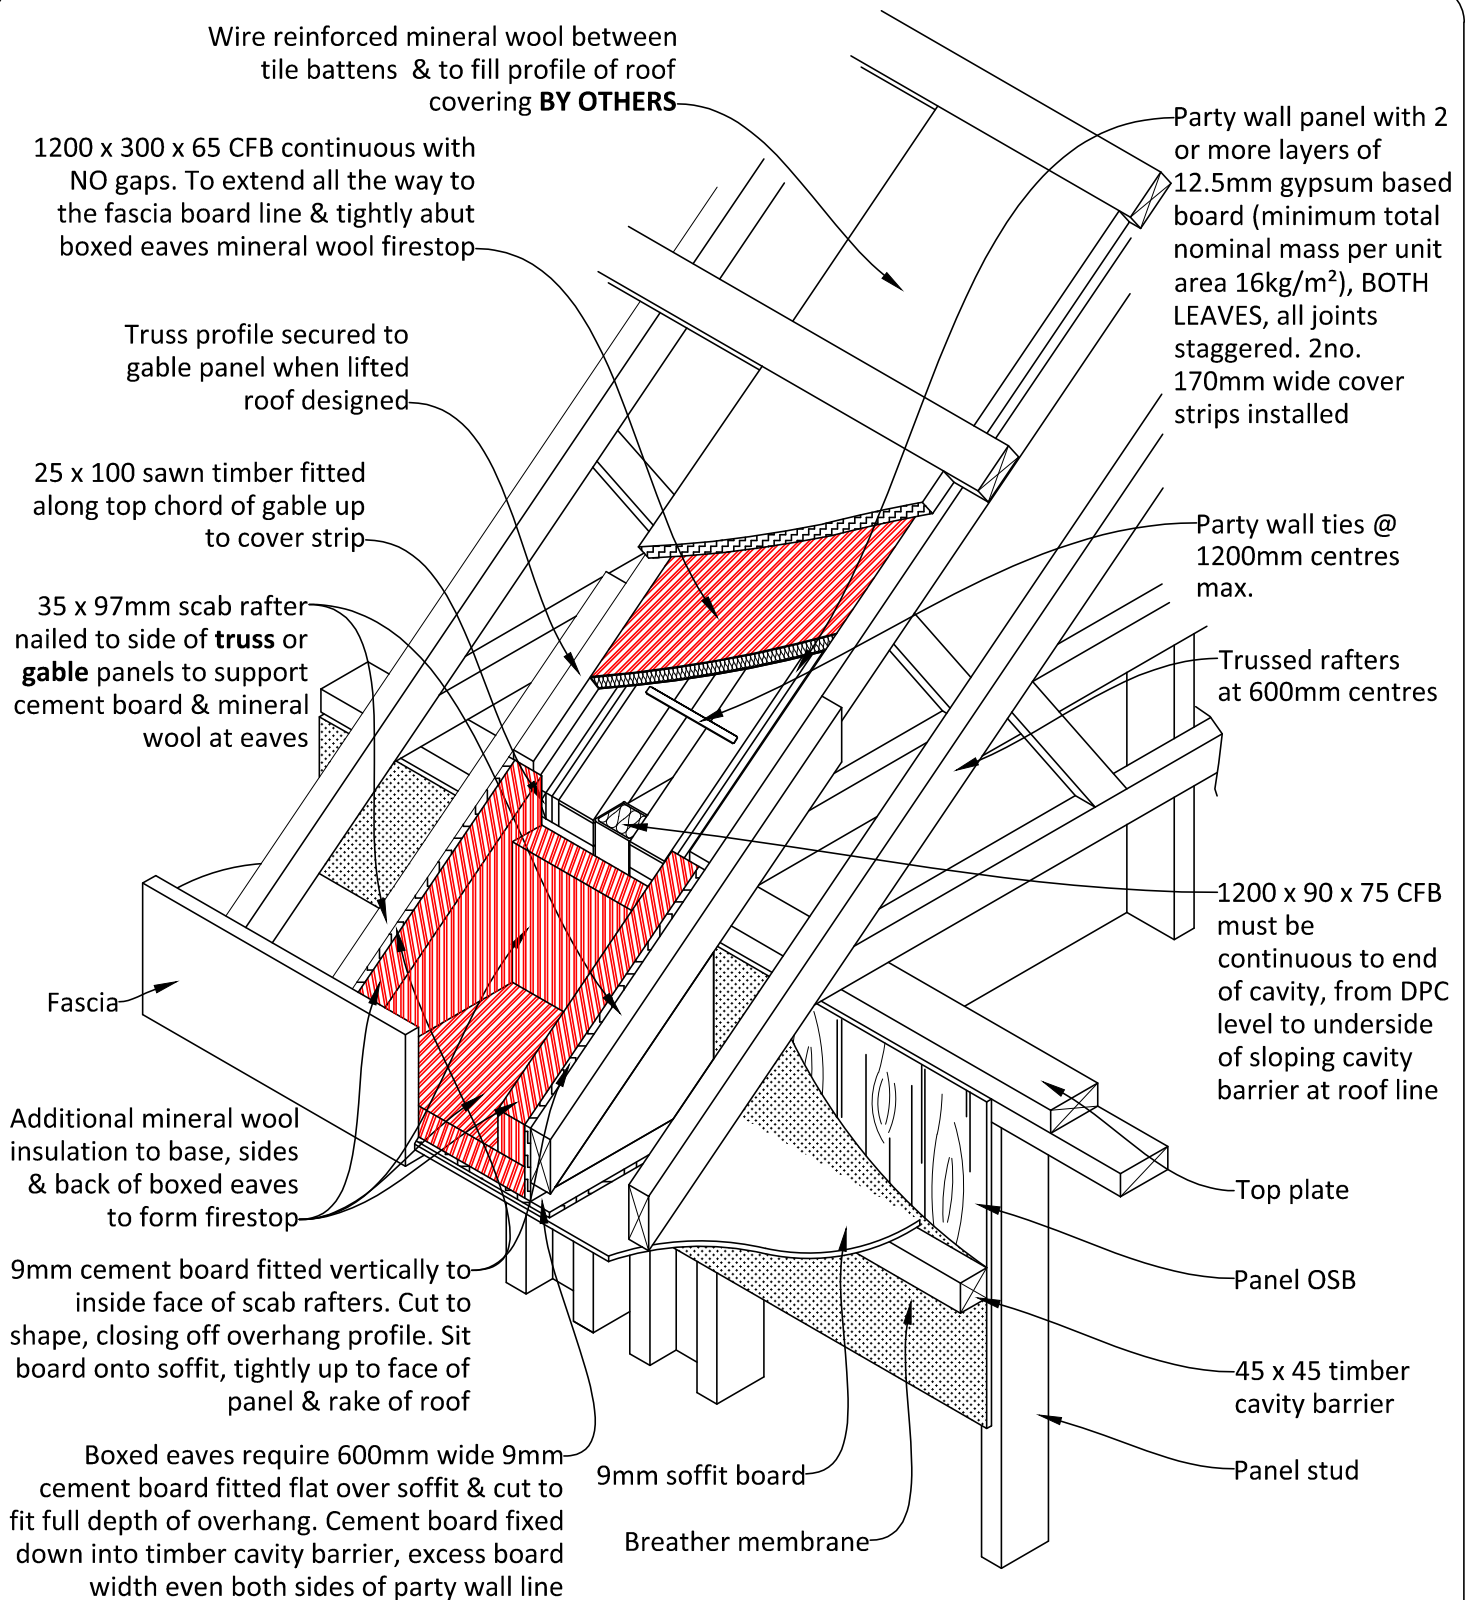 Wire reinforced mineral wool between
tile battens & to fill profile of roof
covering BY OTHERS
1200 x 300 x 65 CFB continuous with
NO gaps. To extend all the way to
the fascia board line & tightly abut
boxed eaves mineral wool firestop
Truss profile secured to
gable panel when lifted
roof designed
25 x 100 sawn timber fitted
along top chord of gable up
to cover strip
35 x 97mm scab rafter
nailed to side of truss or
gable panels to support
cement board & mineral
wool at eaves
Fascia
Additional mineral wool
insulation to base, sides
& back of boxed eaves
to form firestop
9mm cement board fitted vertically to
inside face of scab rafters. Cut to
shape, closing off overhang profile. Sit
board onto soffit, tightly up to face of
panel & rake of roof
Boxed eaves require 600mm wide 9mm
cement board fitted flat over soffit & cut to
fit full depth of overhang. Cement board fixed
down into timber cavity barrier, excess board
width even both sides of party wall line
Party wall panel with 2
or more layers of
12.5mm gypsum based
board (minimum total
nominal mass per unit
area 16kg/m²), BOTH
LEAVES, all joints
staggered. 2no.
170mm wide cover
strips installed
Party wall ties @
1200mm centres
max.
Trussed rafters
at 600mm centres
1200 x 90 x 75 CFB
must be
continuous to end
of cavity, from DPC
level to underside
of sloping cavity
barrier at roof line
Top plate
Panel OSB
45 x 45 timber
cavity barrier
Panel stud
9mm soffit board
Breather membrane